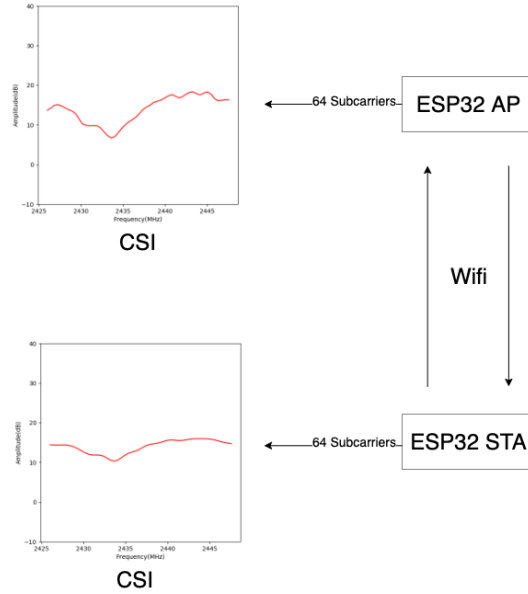 40
30
20
10
0
−10
Amplitude(dB)
2425 2430 2435 2440 2445
Frequency(MHz)
CSI
64 Subcarriers
ESP32 AP
Wifi
40
30
20
10
0
−10
Amplitude(dB)
2425 2430 2435 2440 2445
Frequency(MHz)
CSI
64 Subcarriers
ESP32 STA